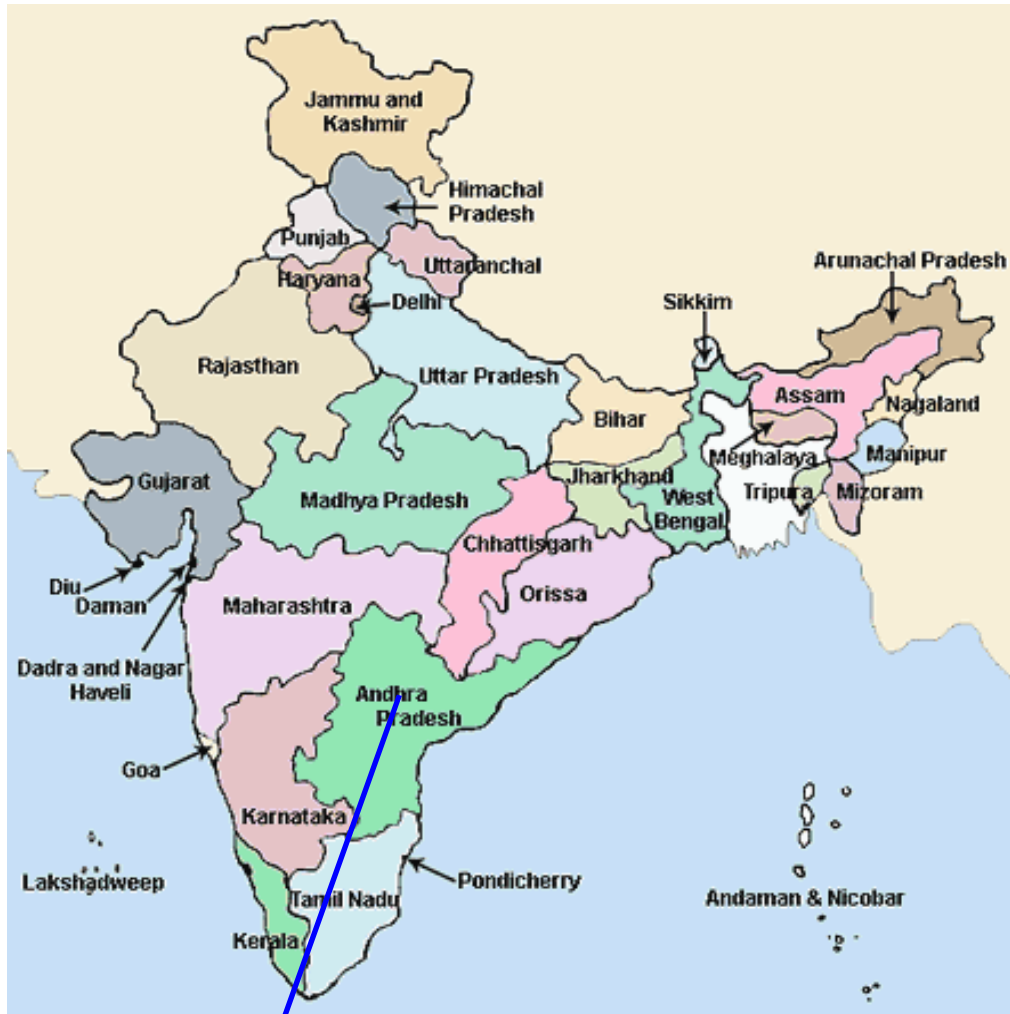 Jammu and
Kashmir
Himachal
Pradesh
Punjab
Uttaranchal
Haryana
Arunachal Pradesh
Delhi
Sikkim
Rajasthan
Uttar Pradesh
Assam
Nagaland
Bihar
Manipur
Meghalaya
Jharkhand
Gujarat
Madhya Pradesh
West
Bengal
Tripura
Mizoram
Chhattisgarh
Diu
Daman
Maharashtra
Orissa
Dadra and Nagar
Haveli
Andhra
Pradesh
Goa
Karnataka
Lakshadweep
Pondicherry
Tamil Nadu
Andaman & Nicobar
Kerala